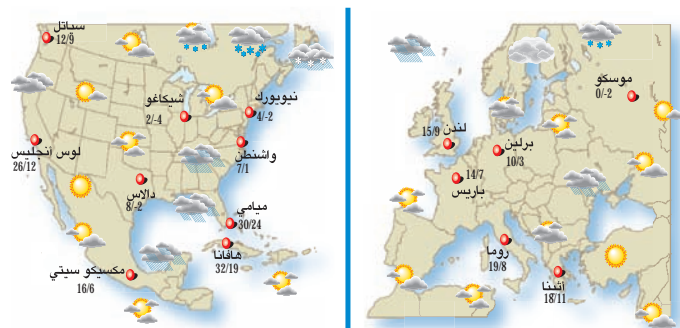 سياتل
12/9
شيكاغو
2/-4
نيويورك
4/-2
لوس أنجليس
26/12
واشنطن
7/1
دالاس
8/-2
ميامي
30/24
هافانا
32/19
مكسيكو سيتي
16/6
موسكو
0/-2
لندن
15/9
برلين
10/3
14/7
باريس
روما
19/8
أثينا
18/11